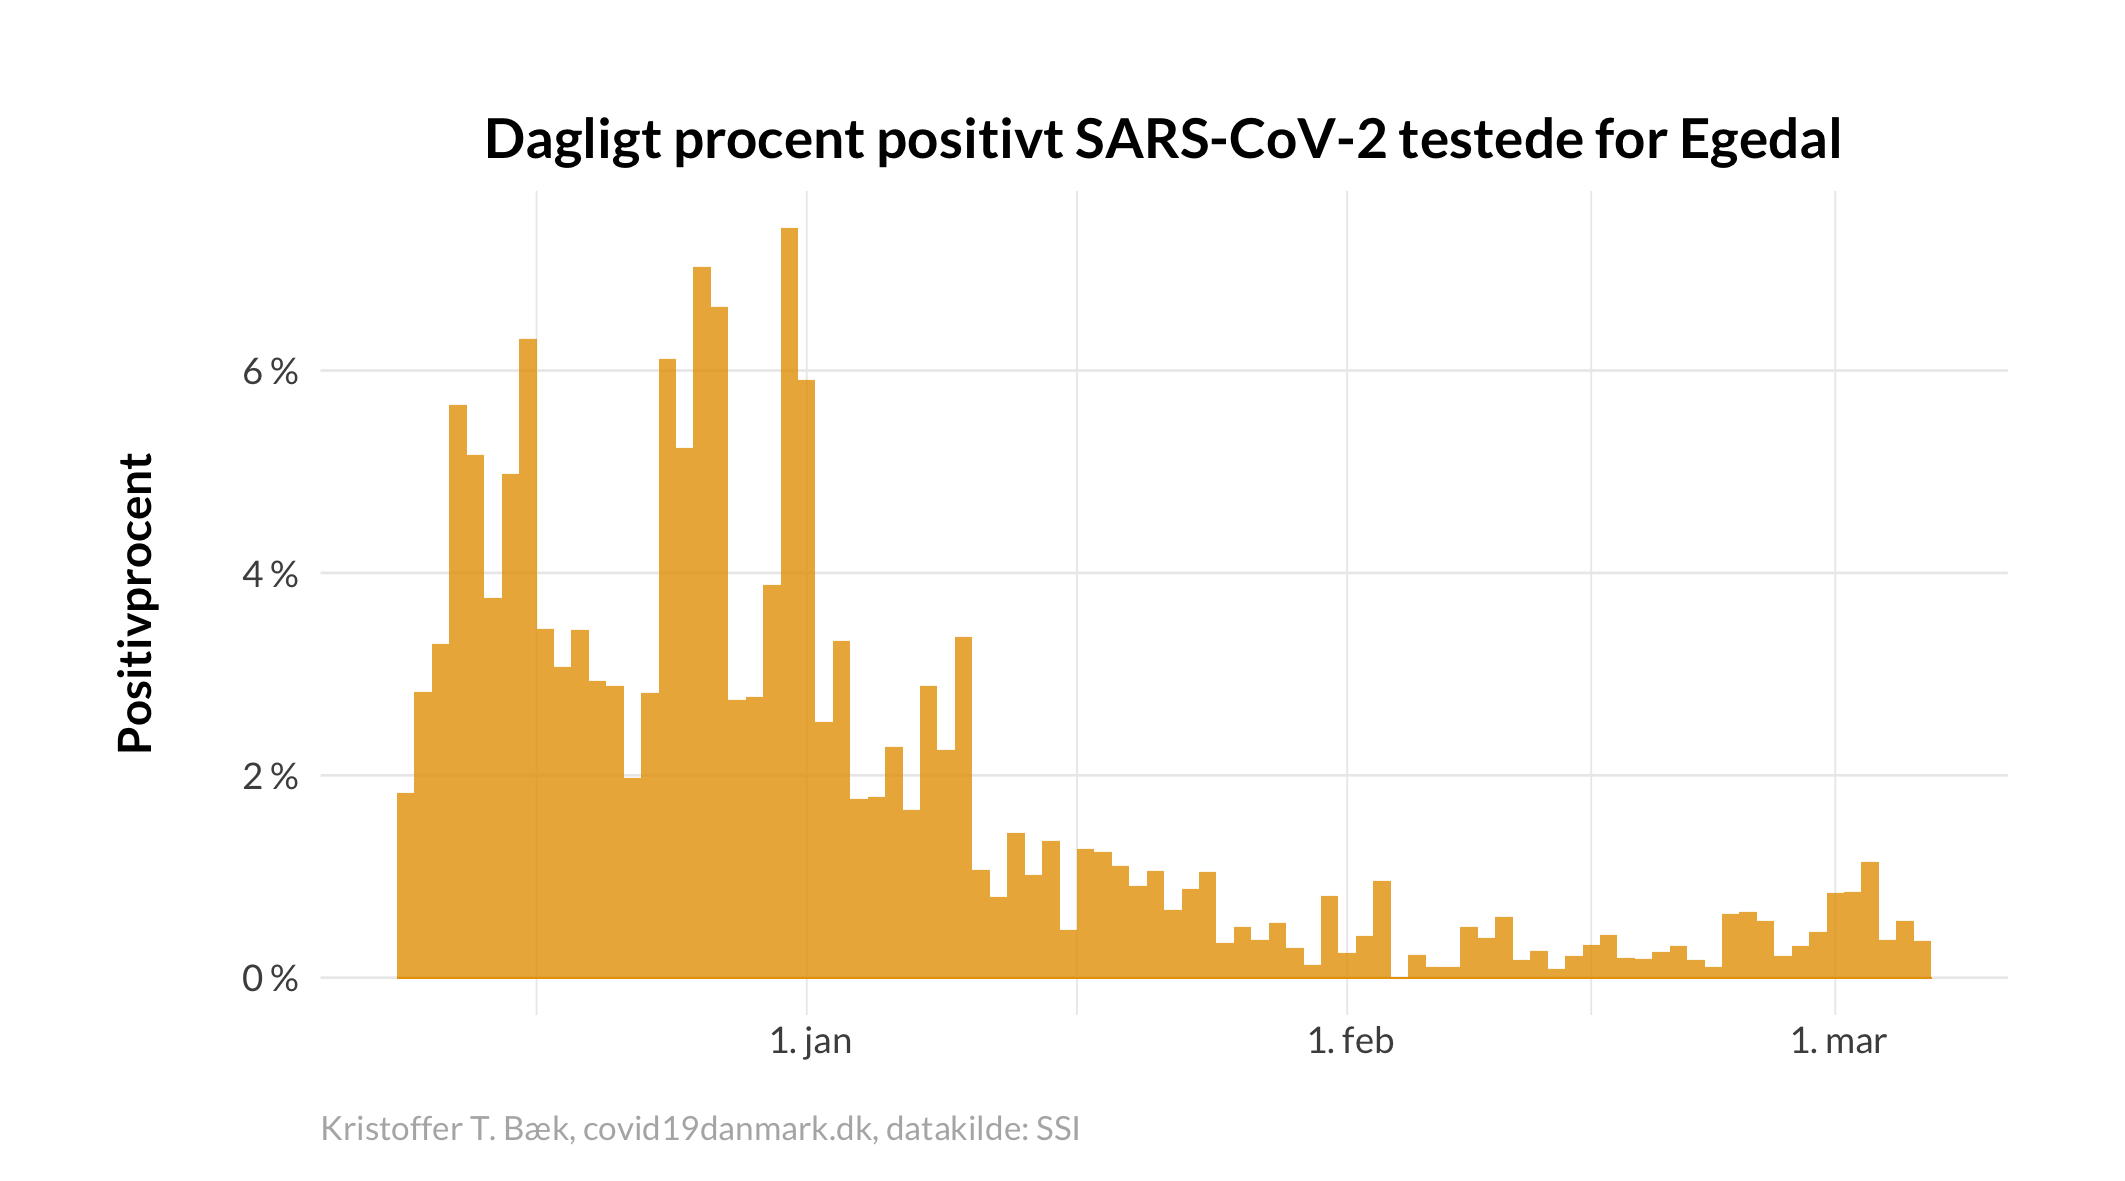 Dagligt procent positivt SARS-CoV-2 testede for Egedal
Positivprocent
6 %
4 %
2 %
0 %
1. jan
1. feb
1. mar
Kristoffer T. Bæk, covid19danmark.dk, datakilde: SSI